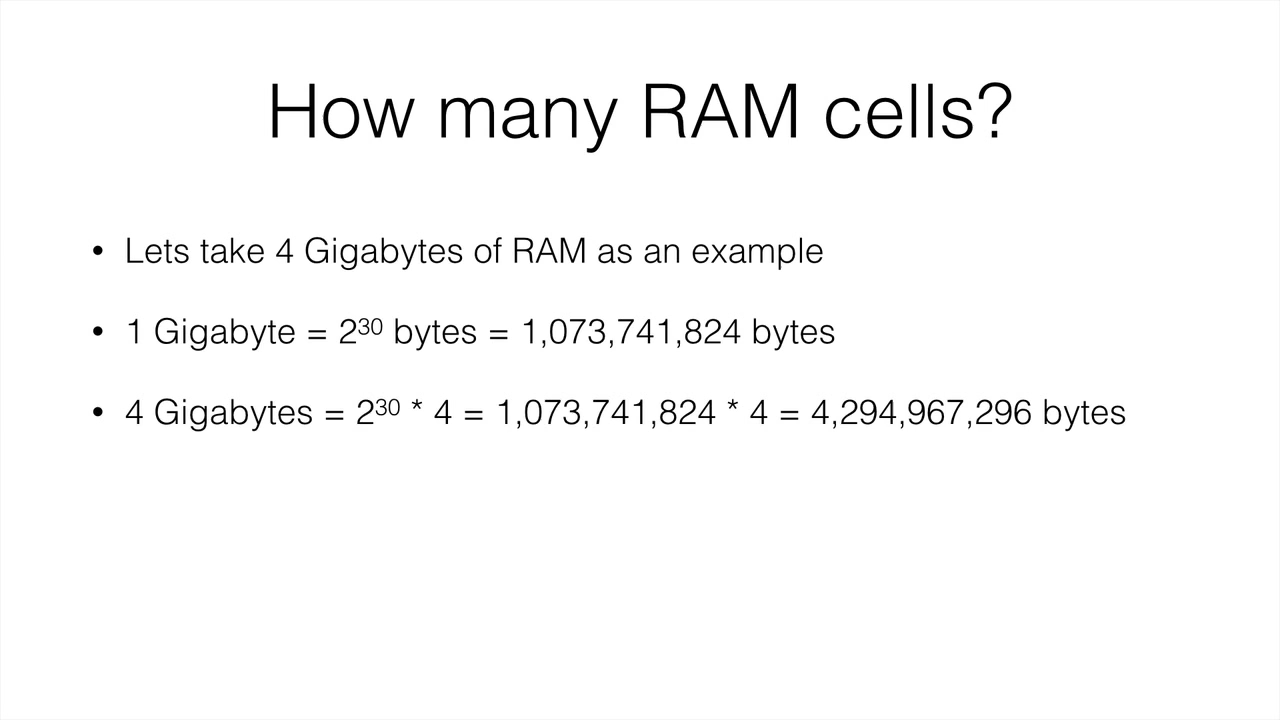 How many RAM cells?
• Lets take 4 Gigabytes of RAM as an example
• 1 Gigabyte = 2³⁰ bytes = 1,073,741,824 bytes
• 4 Gigabytes = 2³⁰ * 4 = 1,073,741,824 * 4 = 4,294,967,296 bytes